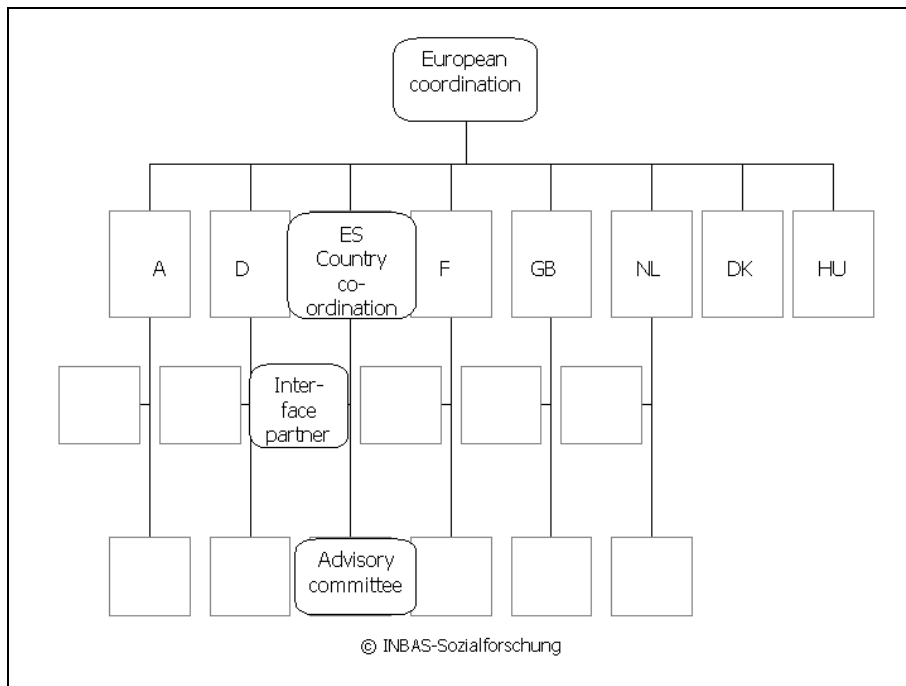 European
coordination
A
D
ES
Country
co-
ordination
F
GB
NL
DK
HU
Inter-
face
partner
Advisory
committee
© INBAS-Sozialforschung